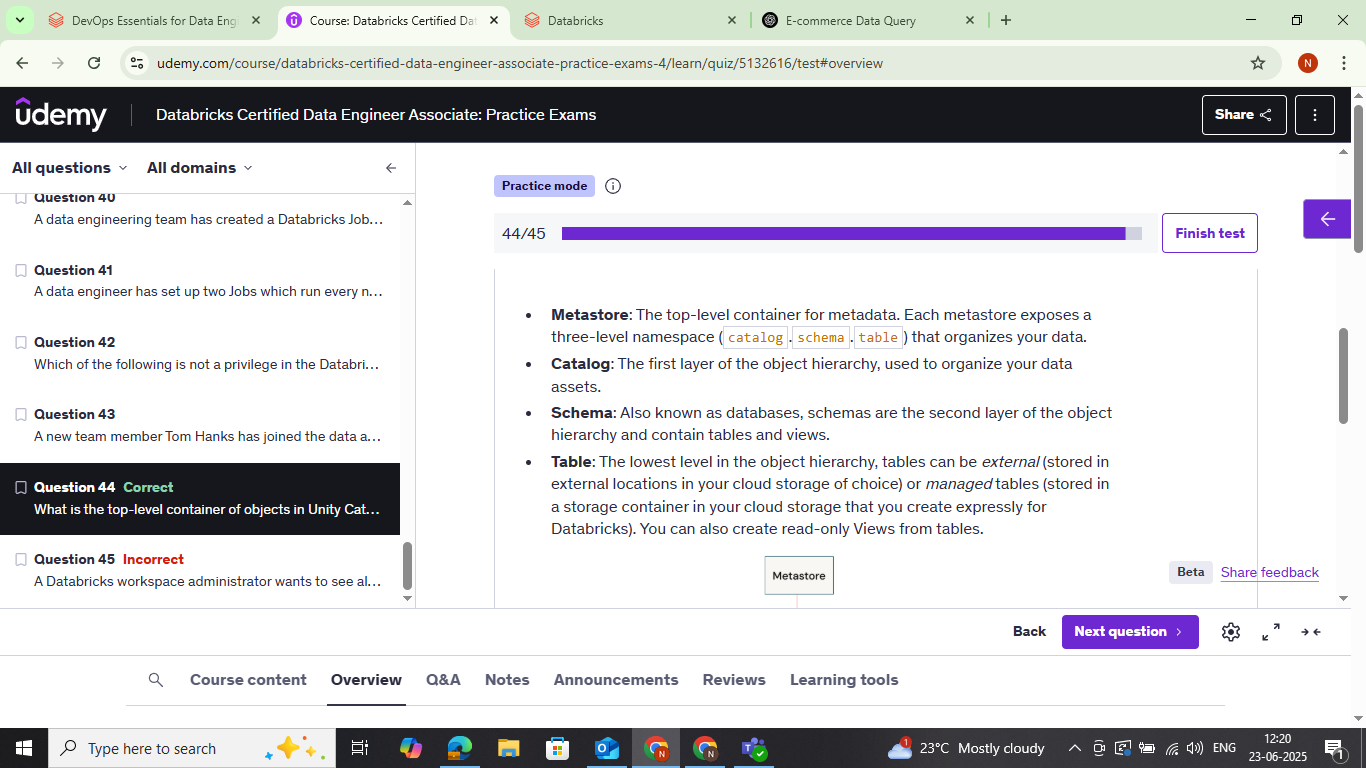 DevOps Essentials for Data Eng
Course: Databricks Certified Dat
Databricks
E-commerce Data Query
udemy.com/course/databricks-certified-data-engineer-associate-practice-exams-4/learn/quiz/5132616/test#overview
N
ûdemy
Databricks Certified Data Engineer Associate: Practice Exams
Share
All questions
All domains
Question 40
A data engineering team has created a Databricks Job...
Question 41
A data engineer has set up two Jobs which run every n...
Question 42
Which of the following is not a privilege in the Databri...
Question 43
A new team member Tom Hanks has joined the data a...
Question 44 Correct
What is the top-level container of objects in Unity Cat...
Question 45 Incorrect
A Databricks workspace administrator wants to see al...
Practice mode
44/45
Finish test
• Metastore: The top-level container for metadata. Each metastore exposes a
three-level namespace (catalog.schema.table) that organizes your data.
• Catalog: The first layer of the object hierarchy, used to organize your data
assets.
• Schema: Also known as databases, schemas are the second layer of the object
hierarchy and contain tables and views.
• Table: The lowest level in the object hierarchy, tables can be external (stored in
external locations in your cloud storage of choice) or managed tables (stored in
a storage container in your cloud storage that you create expressly for
Databricks). You can also create read-only Views from tables.
Metastore
Beta
Share feedback
Back
Next question
Course content
Overview
Q&A
Notes
Announcements
Reviews
Learning tools
Type here to search
1
23°C Mostly cloudy
ENG
12:20
23-06-2025
1